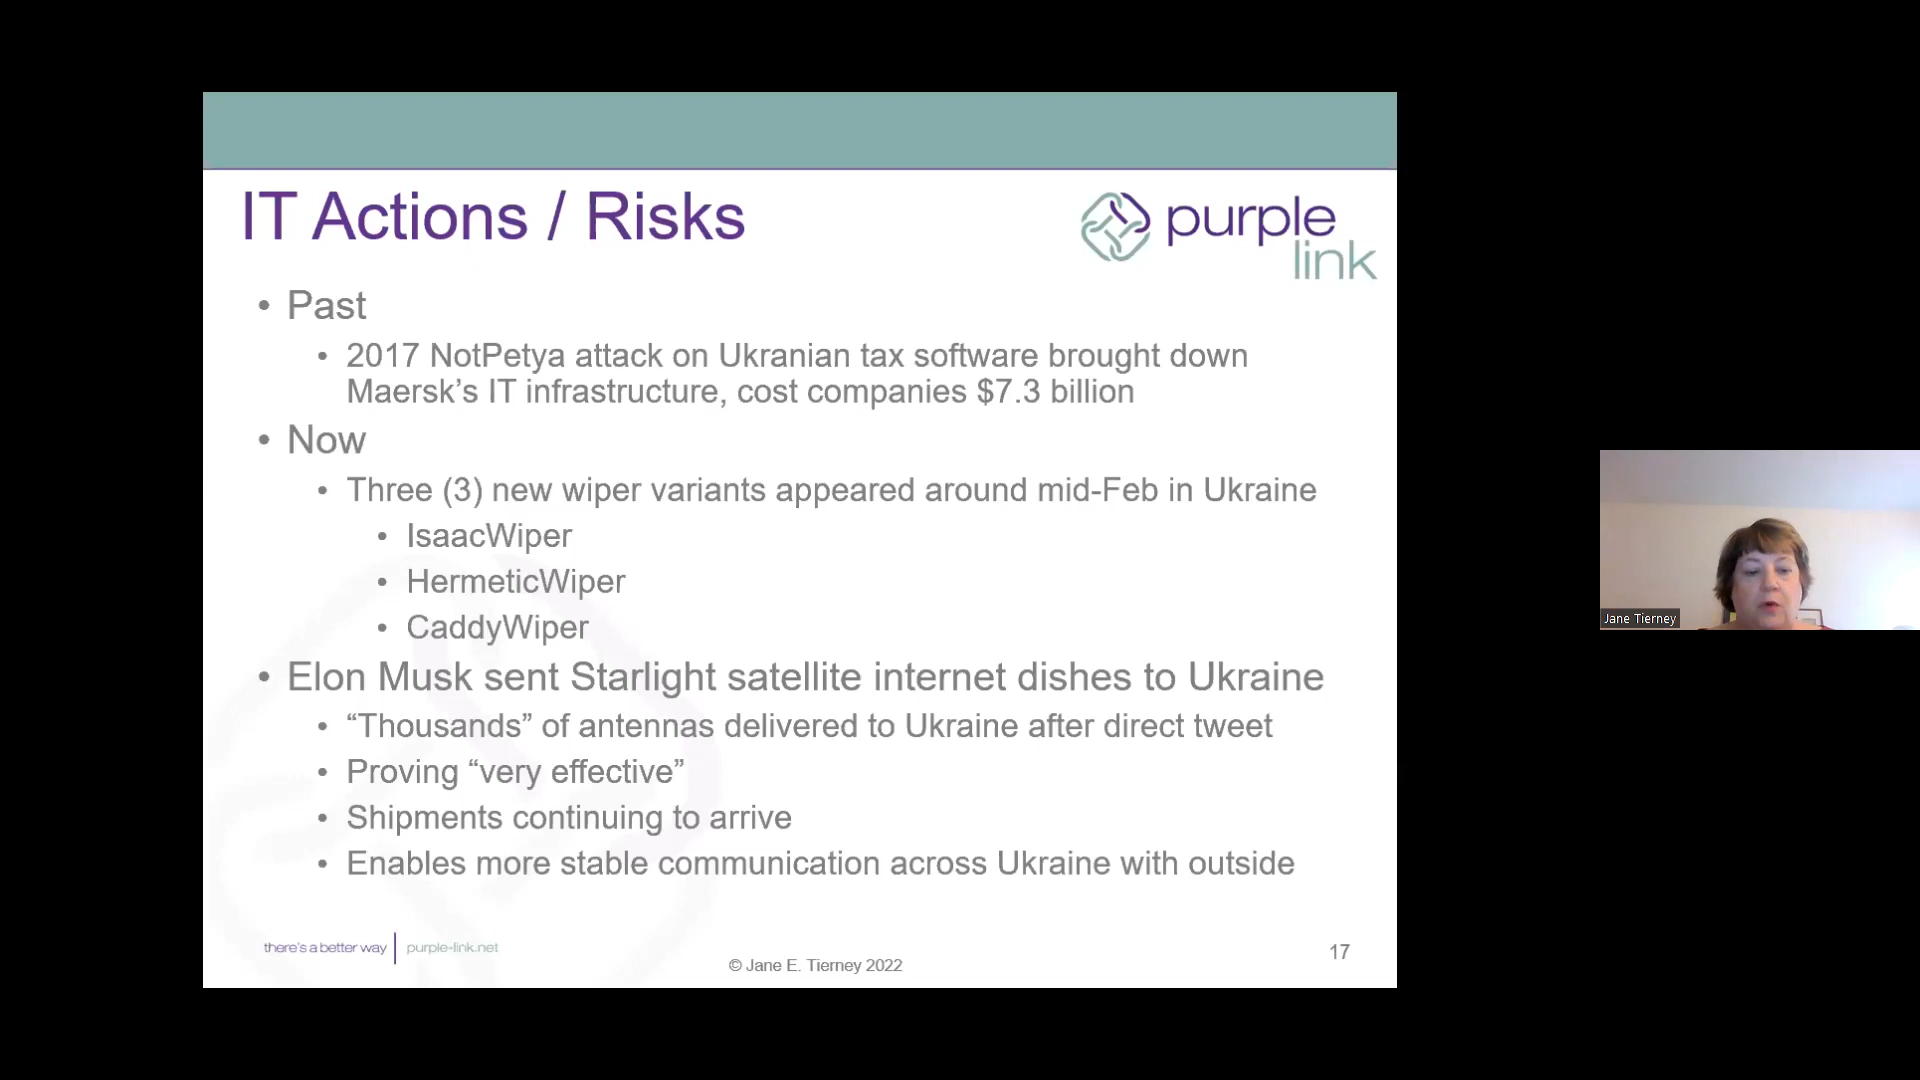 IT Actions / Risks
purple
link
• Past
• 2017 NotPetya attack on Ukranian tax software brought down
Maersk’s IT infrastructure, cost companies $7.3 billion
• Now
• Three (3) new wiper variants appeared around mid-Feb in Ukraine
• IsaacWiper
• HermeticWiper
• CaddyWiper
• Elon Musk sent Starlight satellite internet dishes to Ukraine
• “Thousands” of antennas delivered to Ukraine after direct tweet
• Proving “very effective”
• Shipments continuing to arrive
• Enables more stable communication across Ukraine with outside
there's a better way | purple-link.net
© Jane E. Tierney 2022
17
Jane Tierney